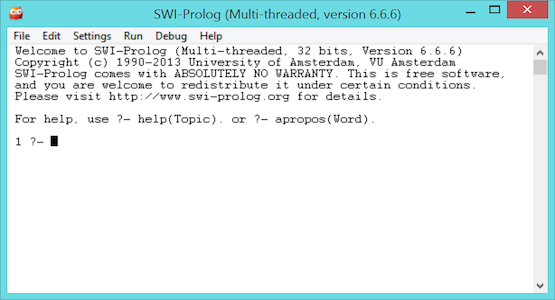 SWI-Prolog (Multi-threaded, version 6.6.6)
File Edit Settings Run Debug Help
Welcome to SWI-Prolog (Multi-threaded, 32 bits, Version 6.6.6)
Copyright (c) 1990-2013 University of Amsterdam, VU Amsterdam
SWI-Prolog comes with ABSOLUTELY NO WARRANTY. This is free software,
and you are welcome to redistribute it under certain conditions.
Please visit http://www.swi-prolog.org for details.
For help, use ?- help(Topic). or ?- apropos(Word).
1 ?-